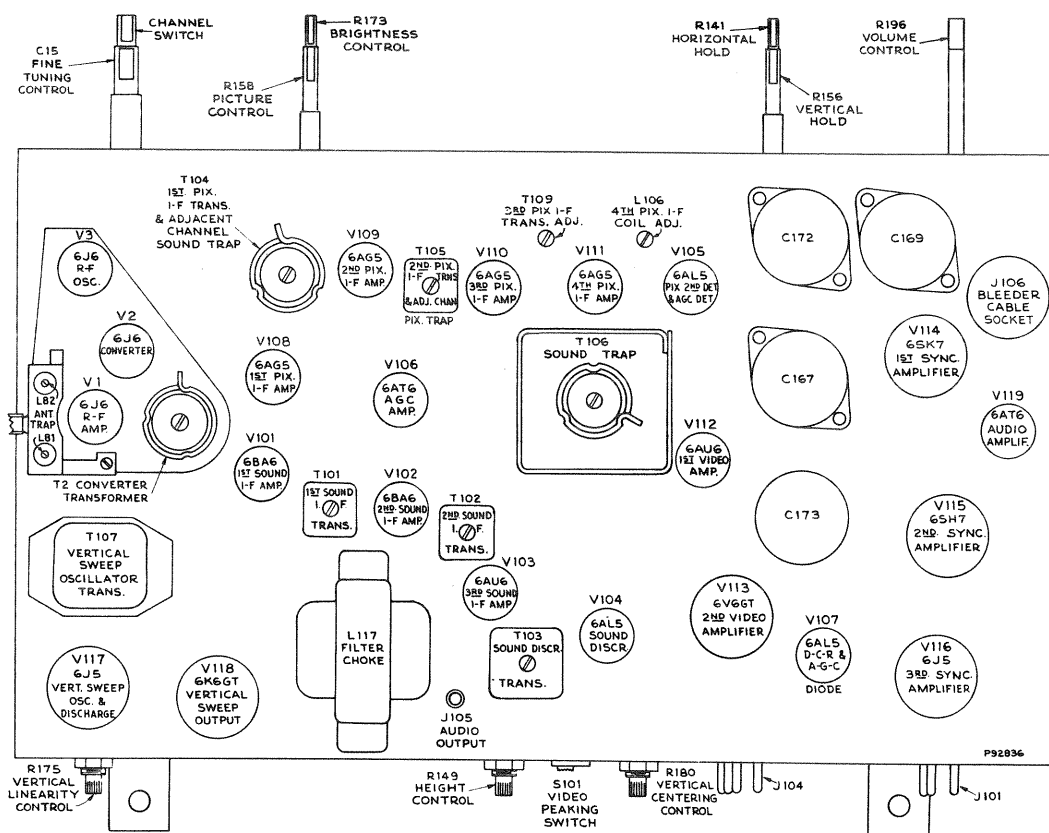 CHANNEL
SWITCH
C15
FINE
TUNING
CONTROL
R173
BRIGHTNESS
CONTROL
R158
PICTURE
CONTROL
R141
HORIZONTAL
HOLD
R156
VERTICAL
HOLD
R196
VOLUME
CONTROL
T104
1ST. PIX.
I-F TRANS.
& ADJACENT
CHANNEL
SOUND TRAP
V3
6J6
R-F
OSC.
V109
6AG5
2ND PIX.
I-F AMP.
T105
2ND. PIX.
I-F TRNS
& ADJ. CHAN
PIX. TRAP
V110
6AG5
3RD PIX.
I-F AMP.
T109
3RD PIX I-F
TRANS. ADJ.
L106
4TH PIX. I-F
COIL ADJ.
V111
6AG5
4TH PIX.
I-F AMP.
V105
6AL5
PIX 2ND DET
& AGC DET.
C172
C169
J106
BLEEDER
CABLE
SOCKET
V2
6J6
CONVERTER
V1
6J6
R-F
AMP.
LB2
ANT
TRAP
LB1
T2 CONVERTER
TRANSFORMER
V108
6AG5
1ST PIX.
I-F AMP.
V106
6AT6
AGC
AMP.
T106
SOUND TRAP
C167
V114
6SK7
1ST SYNC.
AMPLIFIER
V119
6AT6
AUDIO
AMPLIF.
V112
6AU6
1ST VIDEO
AMP.
V101
6BA6
1ST SOUND
I-F AMP.
T101
1ST SOUND
I. F.
TRANS.
V102
6BA6
2ND. SOUND
I-F AMP.
T102
2ND. SOUND
I. F.
TRANS.
C173
V115
6SH7
2ND. SYNC.
AMPLIFIER
T107
VERTICAL
SWEEP
OSCILLATOR
TRANS.
V103
6AU6
3RD SOUND
I-F AMP
V104
6AL5
SOUND
DISCR.
V113
6V6GT
2ND VIDEO
AMPLIFIER
V107
6AL5
D-C-R &
A-G-C
DIODE
V116
6J5
3RD. SYNC.
AMPLIFIER
L117
FILTER
CHOKE
T103
SOUND DISCR.
TRANS.
V117
6J5
VERT. SWEEP
OSC. &
DISCHARGE
V118
6K6GT
VERTICAL
SWEEP
OUTPUT
J105
AUDIO
OUTPUT
P92836
R175
VERTICAL
LINEARITY
CONTROL
R149
HEIGHT
CONTROL
S101
VIDEO
PEAKING
SWITCH
R180
VERTICAL
CENTERING
CONTROL
J104
J101